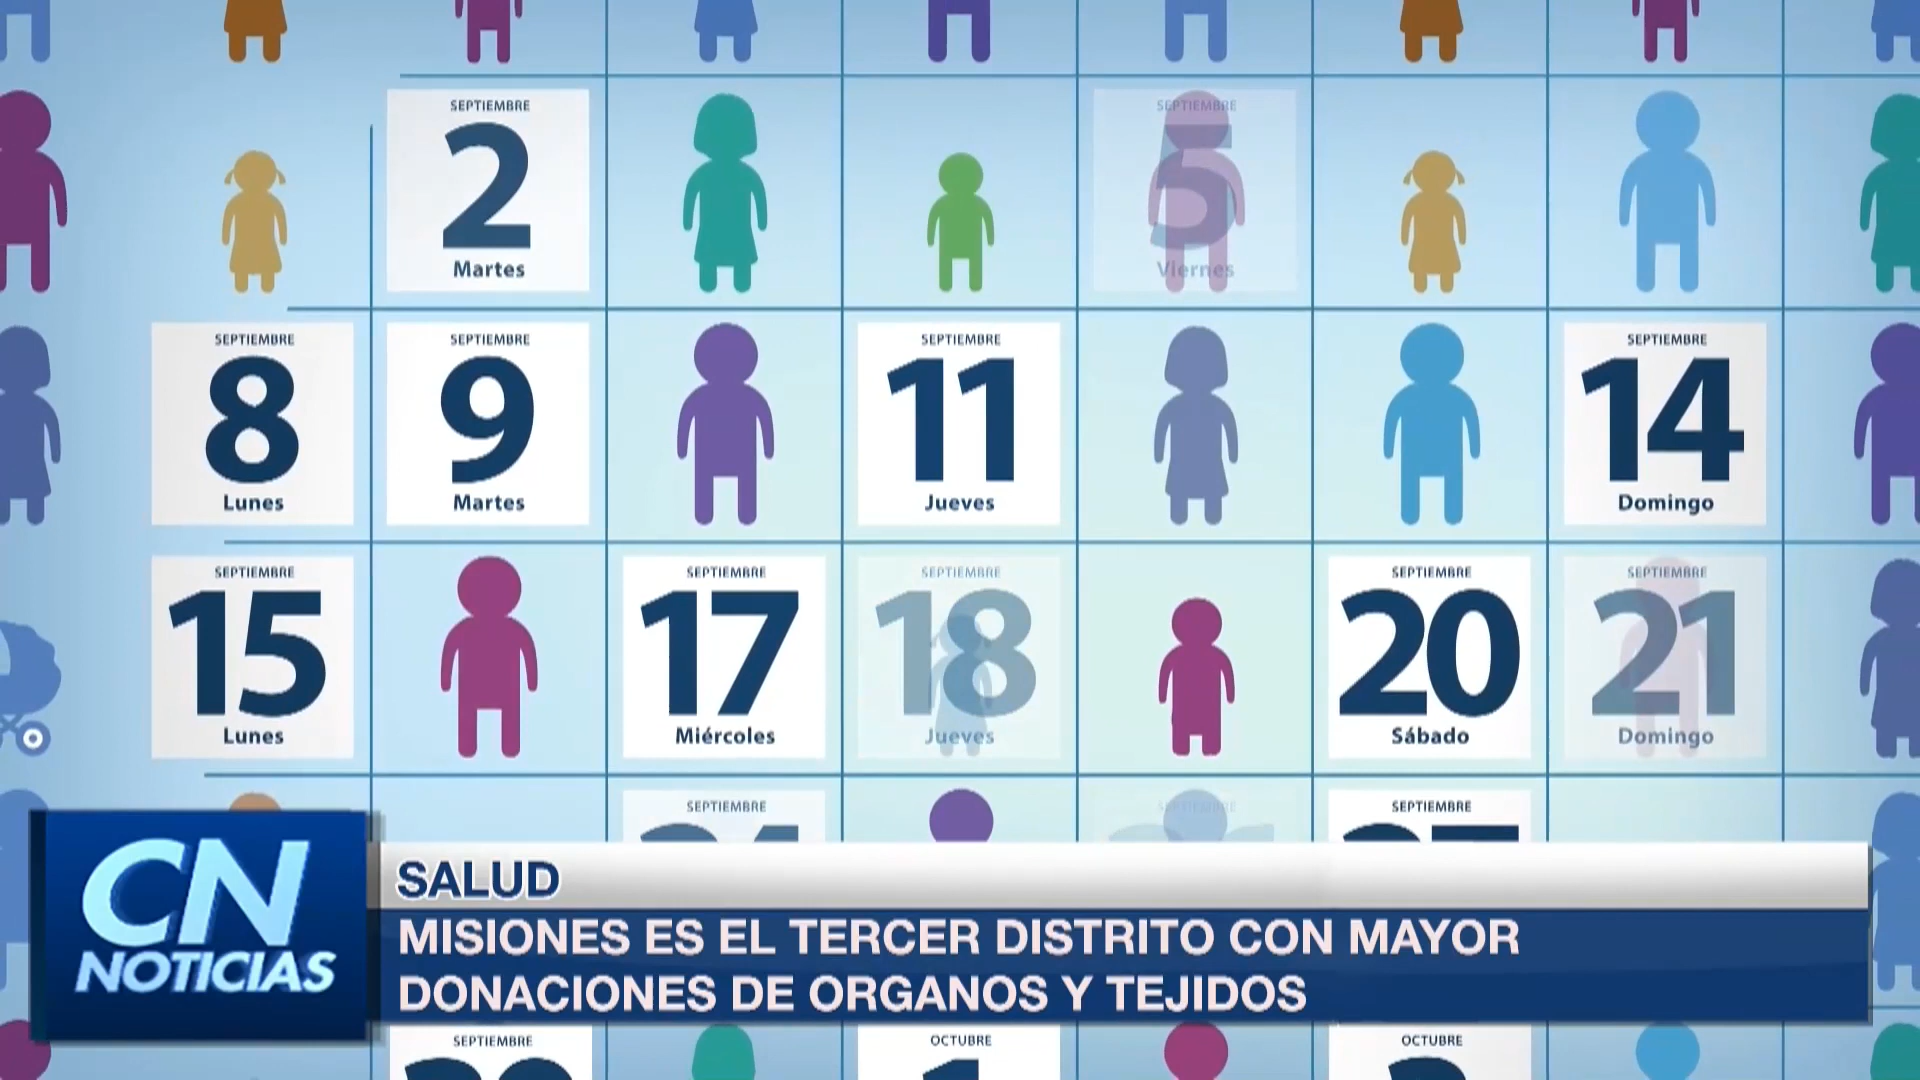 SEPTIEMBRE
2
Martes
SEPTIEMBRE
5
Viernes
SEPTIEMBRE
8
Lunes
SEPTIEMBRE
9
Martes
SEPTIEMBRE
11
Jueves
SEPTIEMBRE
14
Domingo
SEPTIEMBRE
15
Lunes
SEPTIEMBRE
17
Miércoles
SEPTIEMBRE
18
Jueves
SEPTIEMBRE
20
Sábado
SEPTIEMBRE
21
Domingo
SEPTIEMBRE
SEPTIEMBRE
SEPTIEMBRE
CN
NOTICIAS
SALUD
MISIONES ES EL TERCER DISTRITO CON MAYOR
DONACIONES DE ORGANOS Y TEJIDOS
SEPTIEMBRE
OCTUBRE
1
OCTUBRE